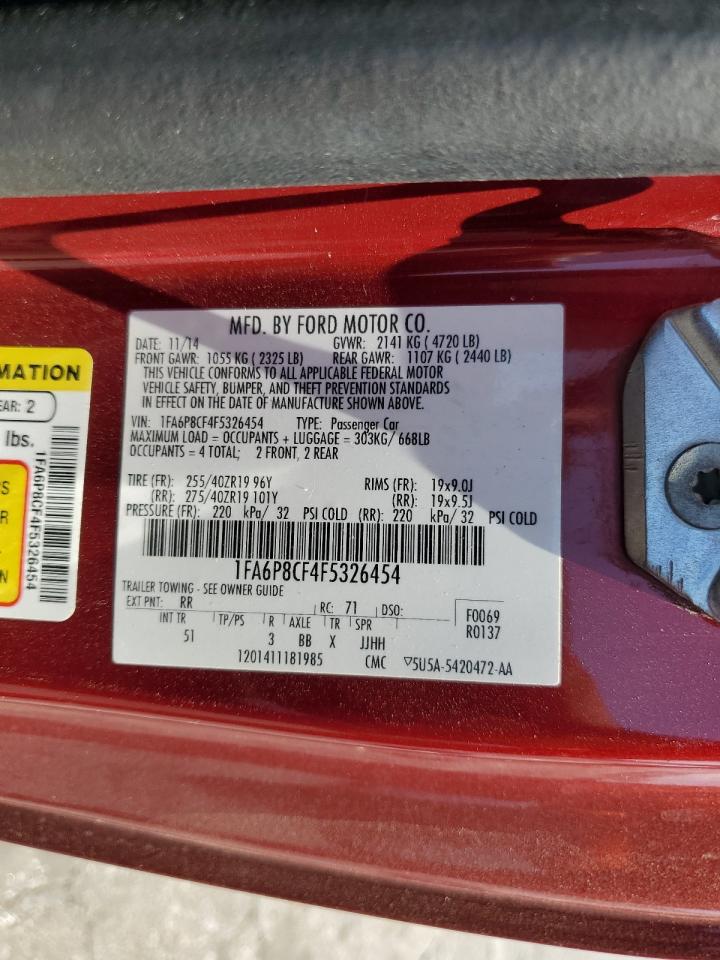 MFD. BY FORD MOTOR CO.
DATE: 11/14 GVWR: 2141 KG ( 4720 LB)
FRONT GAWR: 1055 KG ( 2325 LB) REAR GAWR: 1107 KG ( 2440 LB)
THIS VEHICLE CONFORMS TO ALL APPLICABLE FEDERAL MOTOR
VEHICLE SAFETY, BUMPER, AND THEFT PREVENTION STANDARDS
IN EFFECT ON THE DATE OF MANUFACTURE SHOWN ABOVE.
VIN: 1FA6P8CF4F5326454 TYPE: Passenger Car
MAXIMUM LOAD = OCCUPANTS + LUGGAGE = 303KG/ 668LB
OCCUPANTS = 4 TOTAL; 2 FRONT, 2 REAR
TIRE (FR): 255/40ZR19 96Y RIMS (FR): 19x9.0J
(RR): 275/40ZR19 101Y (RR): 19x9.5J
PRESSURE (FR): 220 kPa/ 32 PSI COLD (RR): 220 kPa/ 32 PSI COLD
1FA6P8CF4F5326454
TRAILER TOWING - SEE OWNER GUIDE
EXT PNT: RR RC: 71 DSO: F0069
INT TR TP/PS R AXLE TR SPR R0137
51 3 BB X JJHH
1201411181985 CMC ▽5U5A-5420472-AA
MATION
EAR: 2
lbs.
S
R
N
1FA6P8CF4F5326454